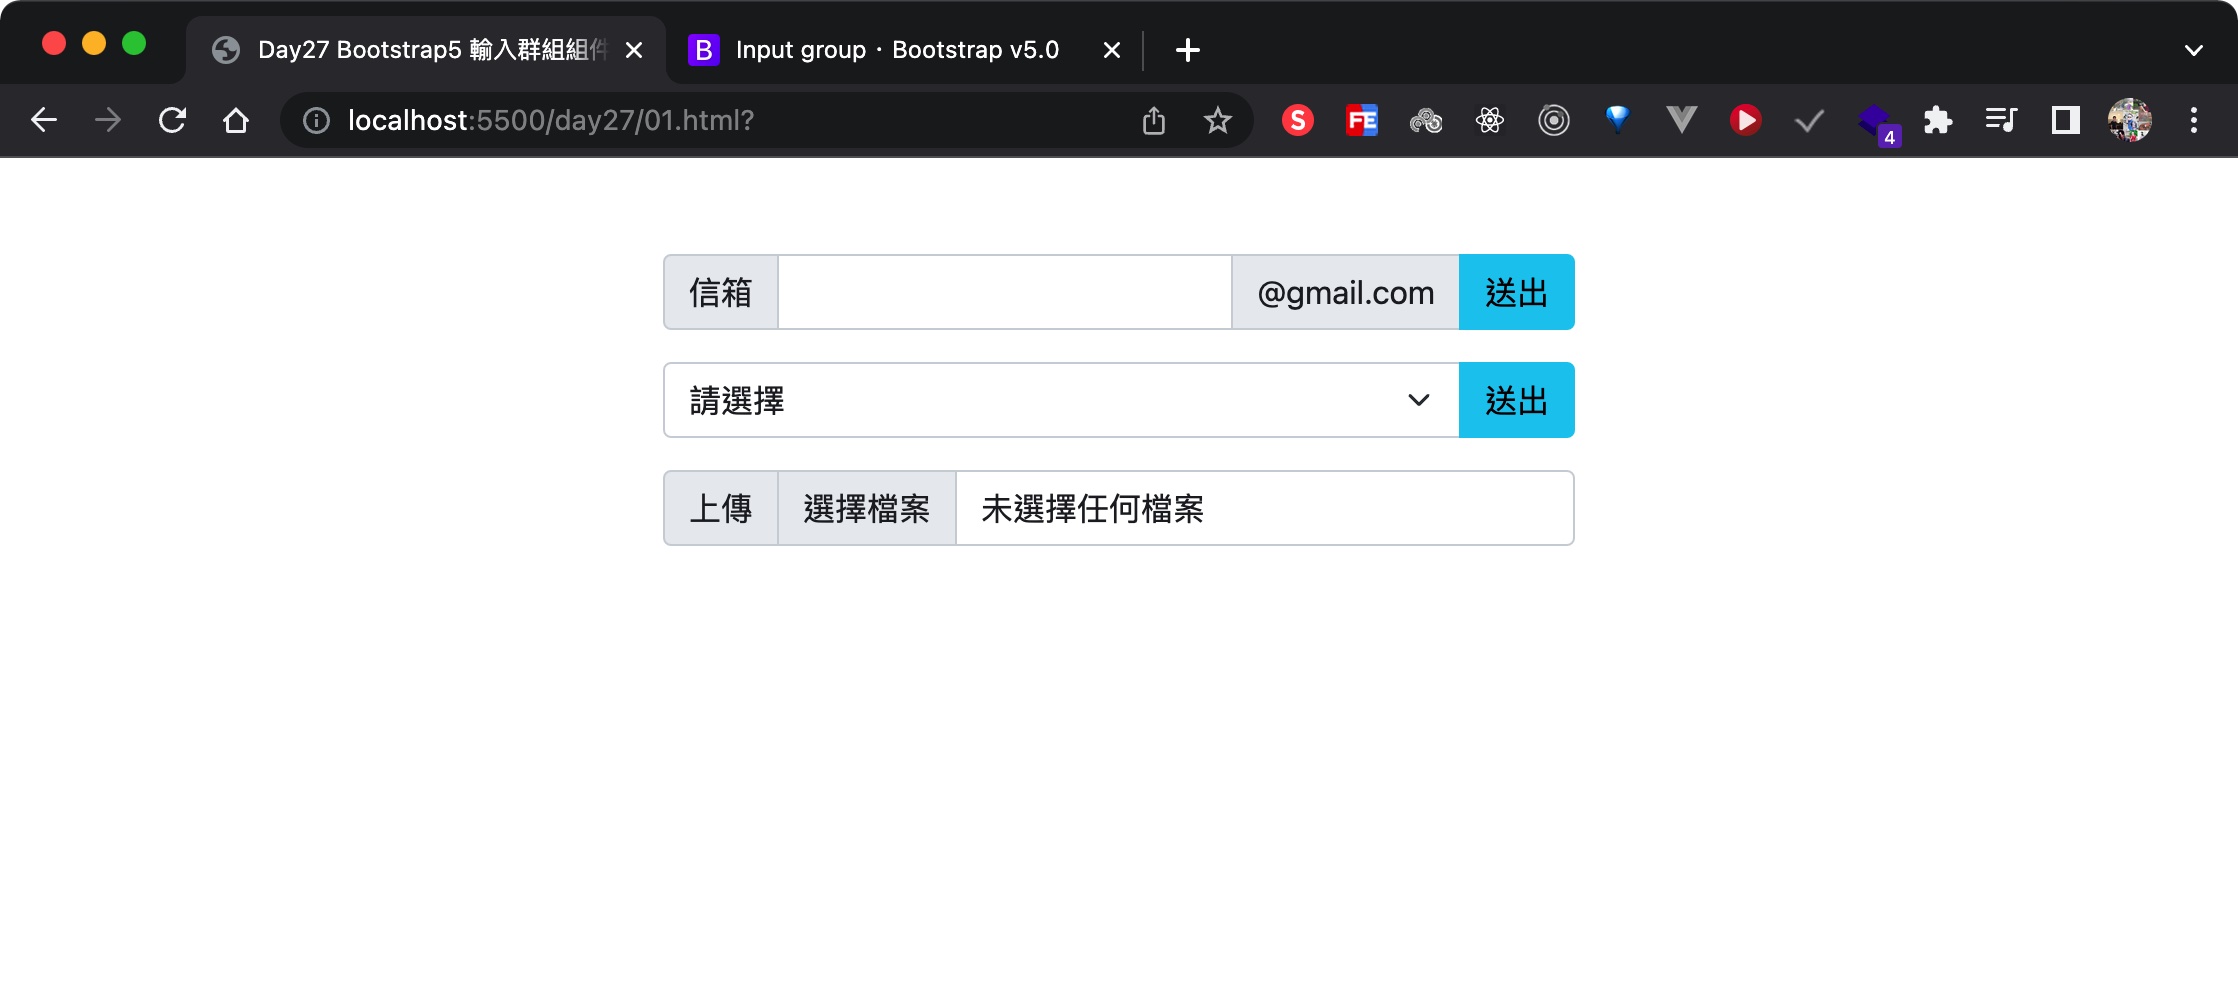 Day27 Bootstrap5 輸入群組組件
B Input group · Bootstrap v5.0
localhost:5500/day27/01.html?
S
FE
4
信箱 @gmail.com 送出
請選擇 送出
上傳 選擇檔案 未選擇任何檔案